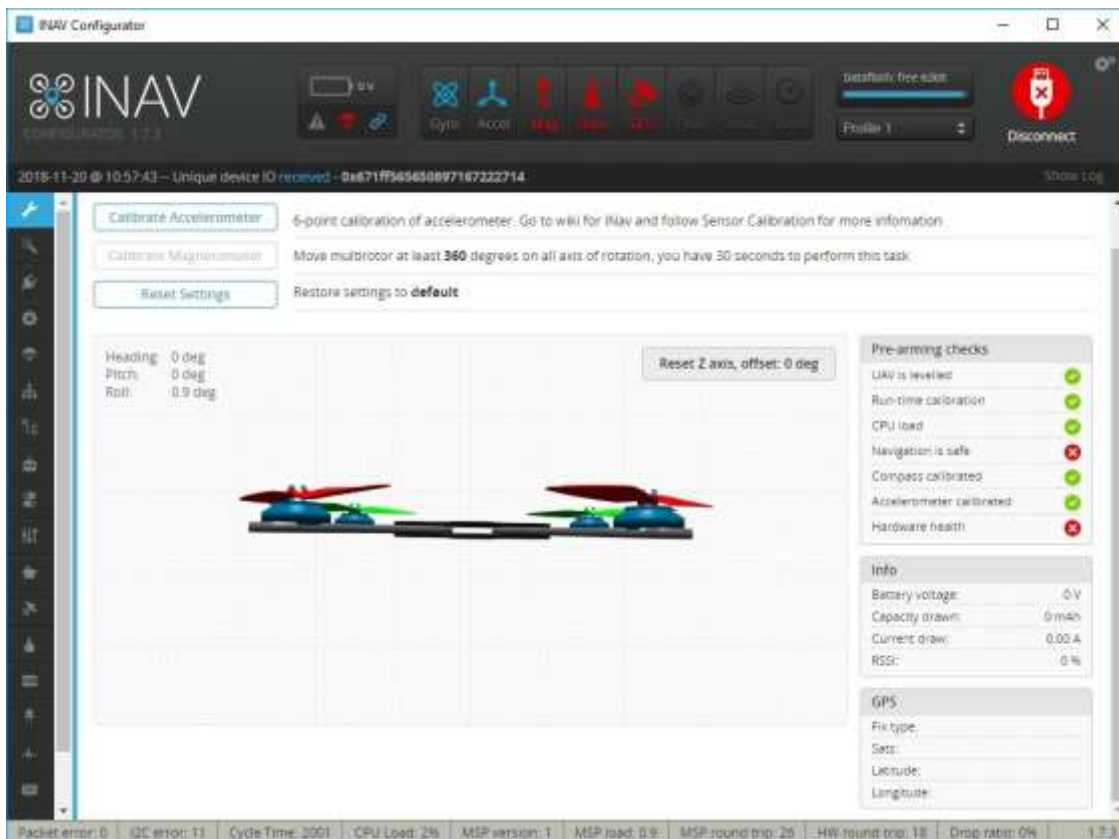 INAV Configurator
INAV
CONFIGURATOR 1.7.3
0 V
Gyro Accel Mag
Dataflash: free
Profile 1
Disconnect
2018-11-20 @ 10:57:43 -- Unique device ID received - 0x671ff565650897167222714
Show Log
Calibrate Accelerometer
6-point calibration of accelerometer. Go to wiki for iNav and follow Sensor Calibration for more infomation
Calibrate Magnetometer
Move multirotor at least 360 degrees on all axis of rotation, you have 30 seconds to perform this task
Reset Settings
Restore settings to default
Heading: 0 deg
Pitch: 0 deg
Roll: 0.9 deg
Reset Z axis, offset: 0 deg
Pre-arming checks
UAV is levelled
Run-time calibration
CPU load
Navigation is safe
Compass calibrated
Accelerometer calibrated
Hardware health
Info
Battery voltage: 0 V
Capacity drawn: 0 mAh
Current draw: 0.00 A
RSSI: 0 %
GPS
Fix type:
Sats:
Latitude:
Longitude:
Packet error: 0 I2C error: 11 Cycle Time: 2001 CPU Load: 2% MSP version: 1 MSP load: 0.9 MSP round trip: 26 HW round trip: 18 Drop ratio: 0%